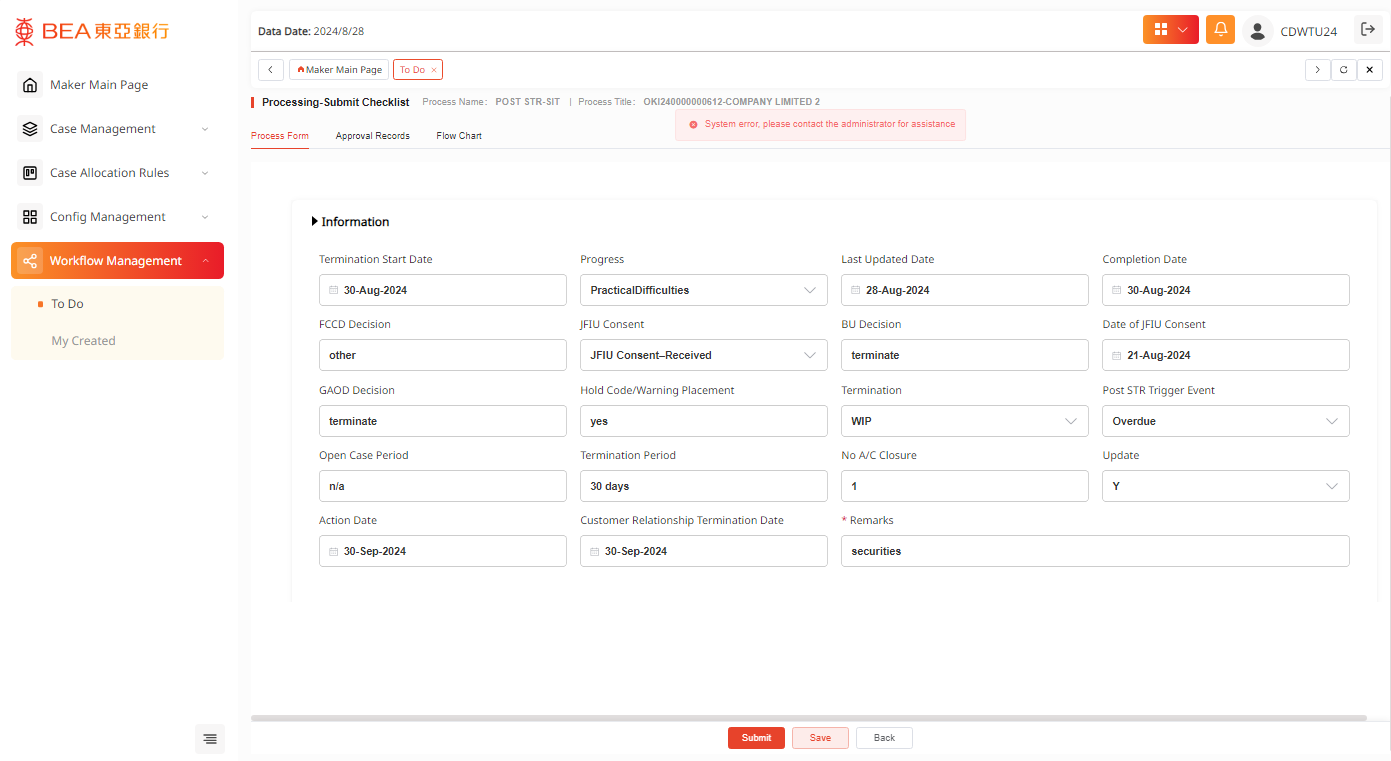 BEA東亞銀行
Data Date: 2024/8/28
CDWTU24
Maker Main Page
Case Management
Case Allocation Rules
Config Management
Workflow Management
To Do
My Created
Maker Main Page
To Do ×
Processing-Submit Checklist Process Name: POST STR-SIT | Process Title: OKI240000000612-COMPANY LIMITED 2
System error, please contact the administrator for assistance
Process Form Approval Records Flow Chart
Information
Termination Start Date Progress Last Updated Date Completion Date
30-Aug-2024 PracticalDifficulties 28-Aug-2024 30-Aug-2024
FCCD Decision JFIU Consent BU Decision Date of JFIU Consent
other JFIU Consent–Received terminate 21-Aug-2024
GAOD Decision Hold Code/Warning Placement Termination Post STR Trigger Event
terminate yes WIP Overdue
Open Case Period Termination Period No A/C Closure Update
n/a 30 days 1 Y
Action Date Customer Relationship Termination Date * Remarks
30-Sep-2024 30-Sep-2024 securities
Submit Save Back